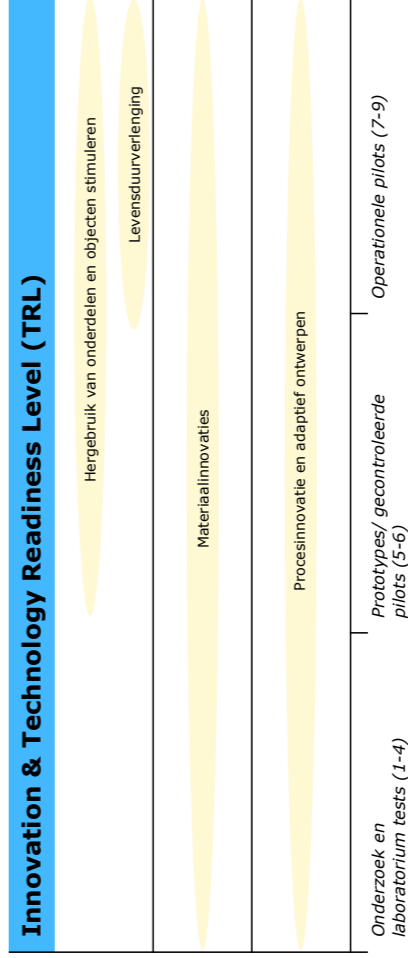 Innovation & Technology Readiness Level (TRL)
Hergebruik van onderdelen en objecten stimuleren
Levensduurverlenging
Materiaalinnovaties
Procesinnovatie en adaptief ontwerpen
Onderzoek en
laboratorium tests (1-4)
Prototypes/ gecontroleerde
pilots (5-6)
Operationele pilots (7-9)